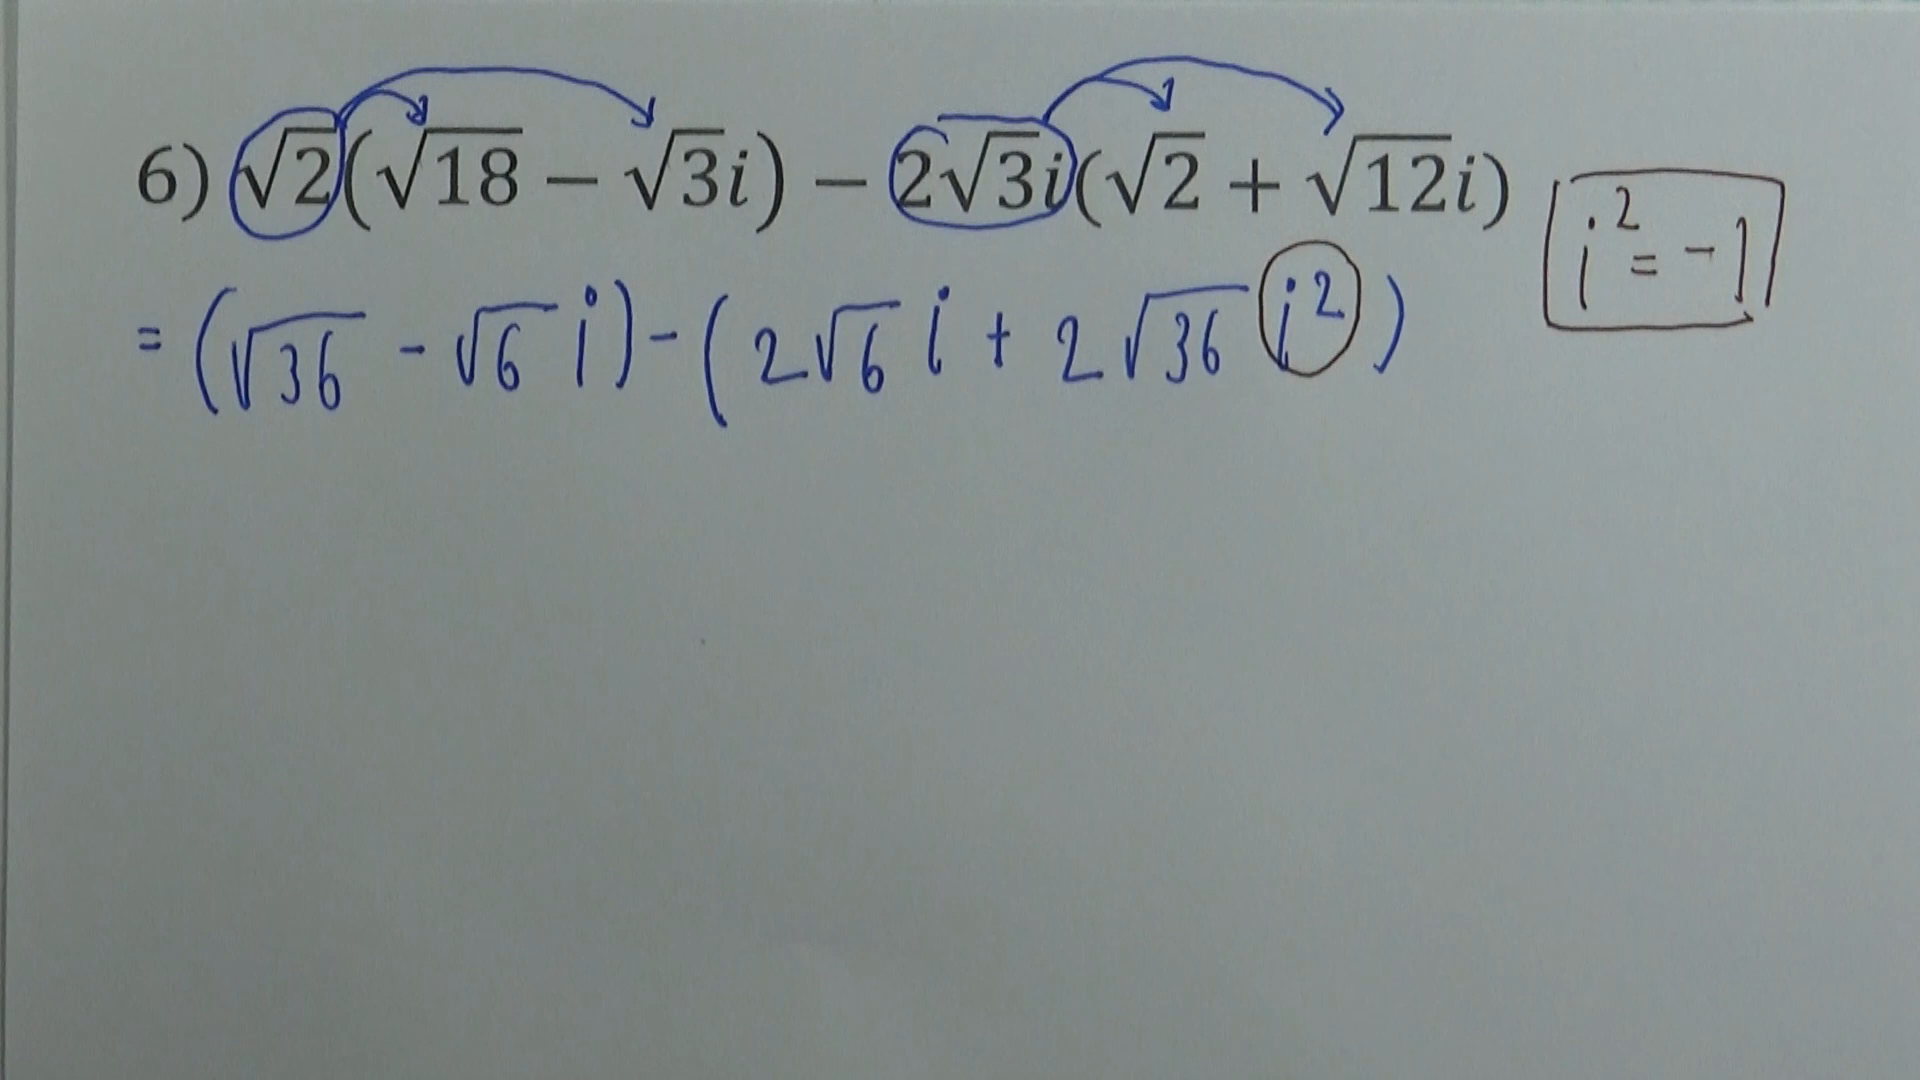 6) √2(√18 − √3i) − 2√3i(√2 + √12i)
i² = -1
= (√36 - √6 i) - (2√6 i + 2√36 i²)